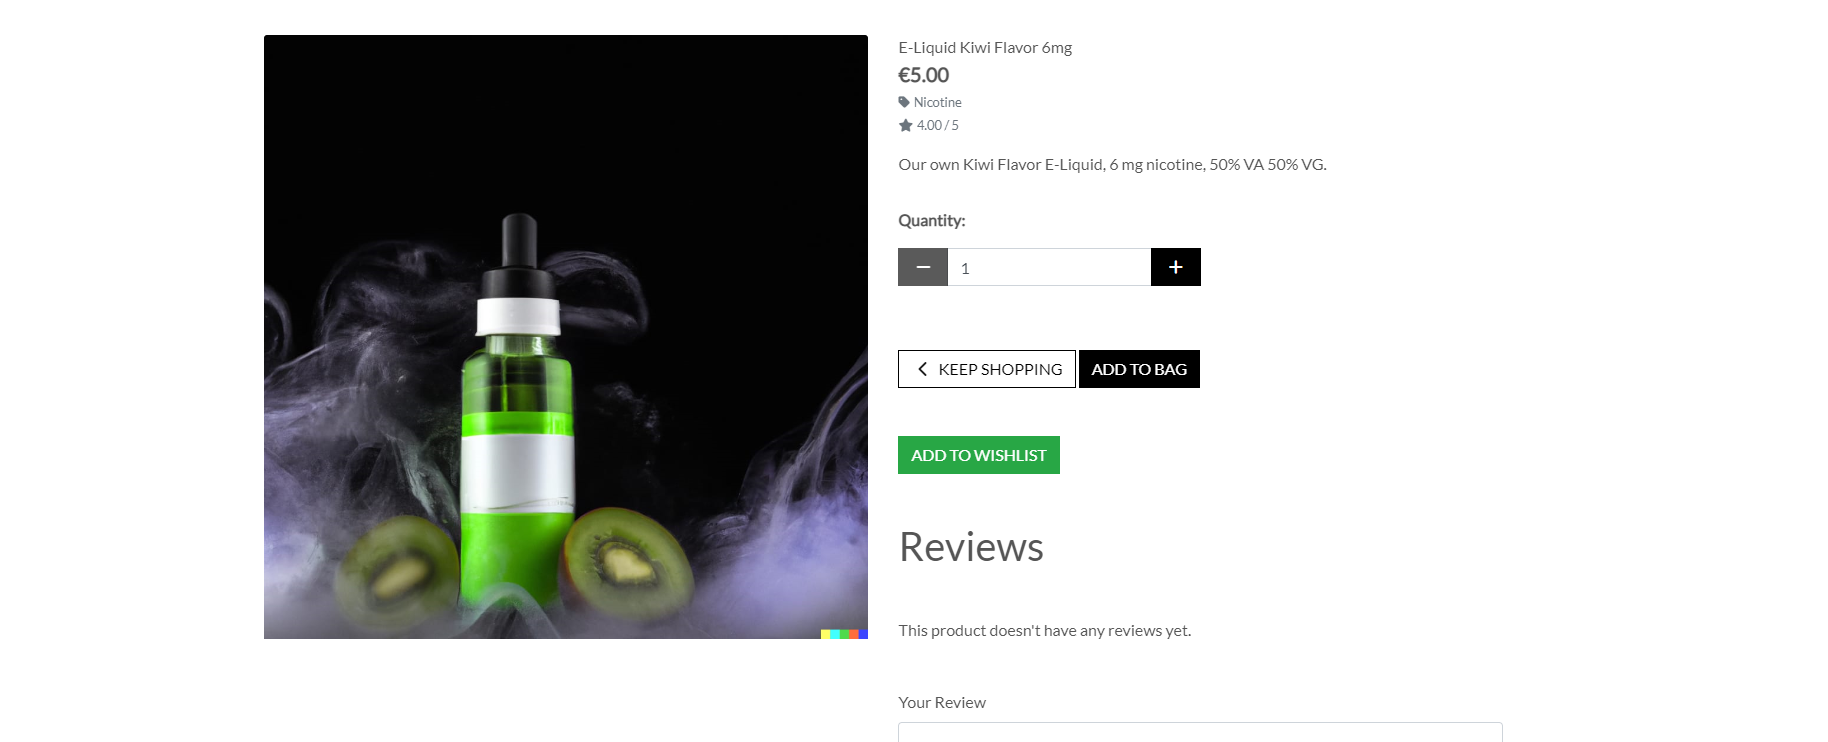 E-Liquid Kiwi Flavor 6mg
€5.00
Nicotine
4.00 / 5
Our own Kiwi Flavor E-Liquid, 6 mg nicotine, 50% VA 50% VG.
Quantity:
1
KEEP SHOPPING
ADD TO BAG
ADD TO WISHLIST
Reviews
This product doesn't have any reviews yet.
Your Review